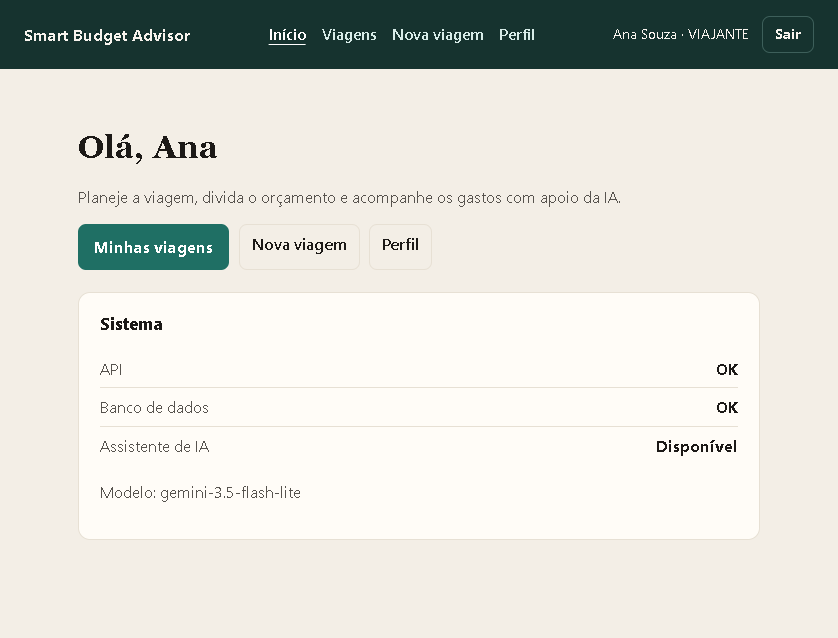 Smart Budget Advisor
Início Viagens Nova viagem Perfil
Ana Souza · VIAJANTE
Sair
Olá, Ana
Planeje a viagem, divida o orçamento e acompanhe os gastos com apoio da IA.
Minhas viagens
Nova viagem
Perfil
Sistema
API OK
Banco de dados OK
Assistente de IA Disponível
Modelo: gemini-3.5-flash-lite